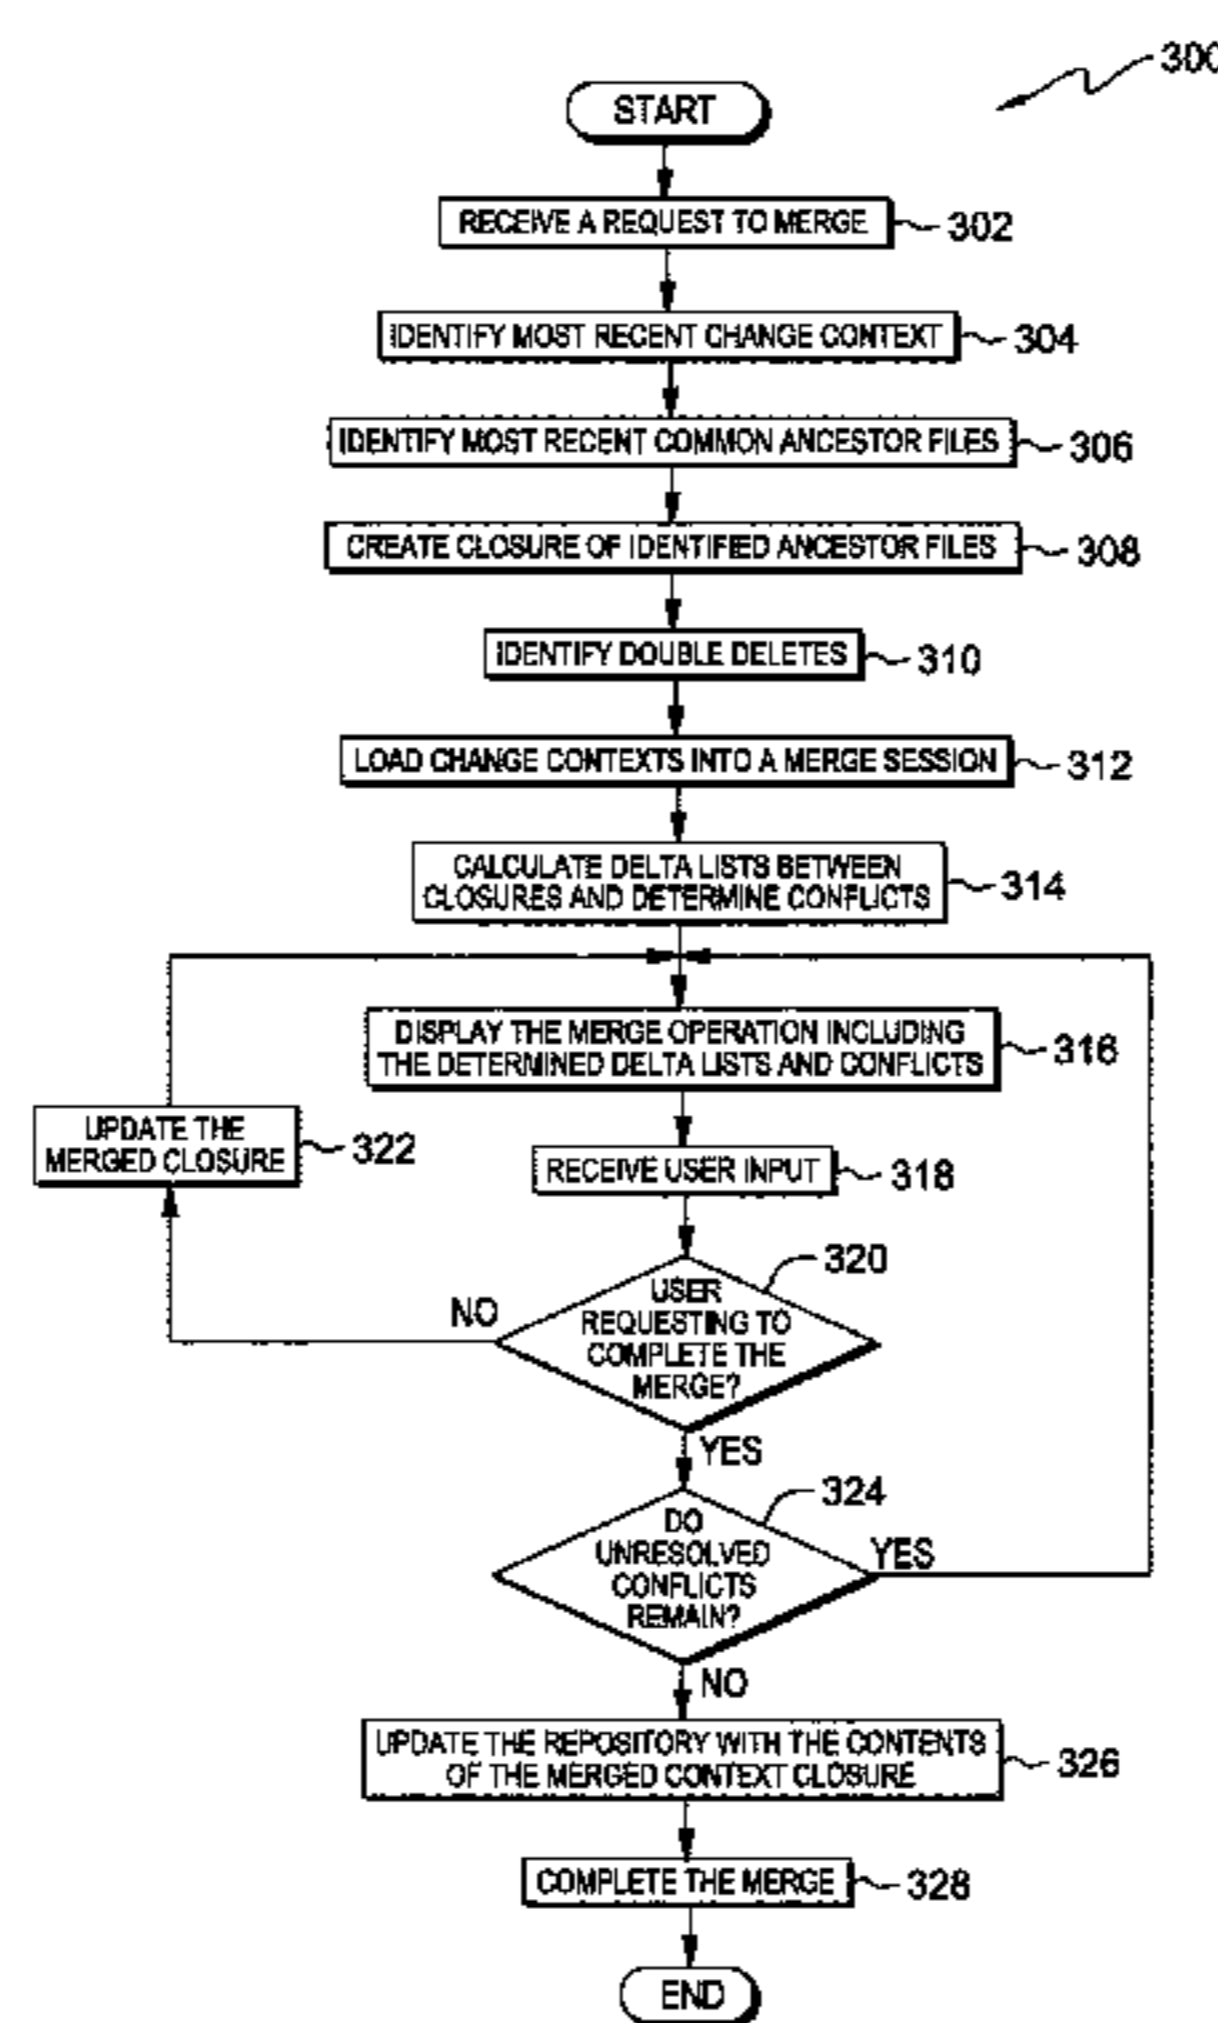 300
START
RECEIVE A REQUEST TO MERGE
302
IDENTIFY MOST RECENT CHANGE CONTEXT
304
IDENTIFY MOST RECENT COMMON ANCESTOR FILES
306
CREATE CLOSURE OF IDENTIFIED ANCESTOR FILES
308
IDENTIFY DOUBLE DELETES
310
LOAD CHANGE CONTEXTS INTO A MERGE SESSION
312
CALCULATE DELTA LISTS BETWEEN
CLOSURES AND DETERMINE CONFLICTS
314
DISPLAY THE MERGE OPERATION INCLUDING
THE DETERMINED DELTA LISTS AND CONFLICTS
316
UPDATE THE
MERGED CLOSURE
322
RECEIVE USER INPUT
318
320
USER
REQUESTING TO
COMPLETE THE
MERGE?
NO
YES
324
DO
UNRESOLVED
CONFLICTS
REMAIN?
YES
NO
UPDATE THE REPOSITORY WITH THE CONTENTS
OF THE MERGED CONTEXT CLOSURE
326
COMPLETE THE MERGE
328
END